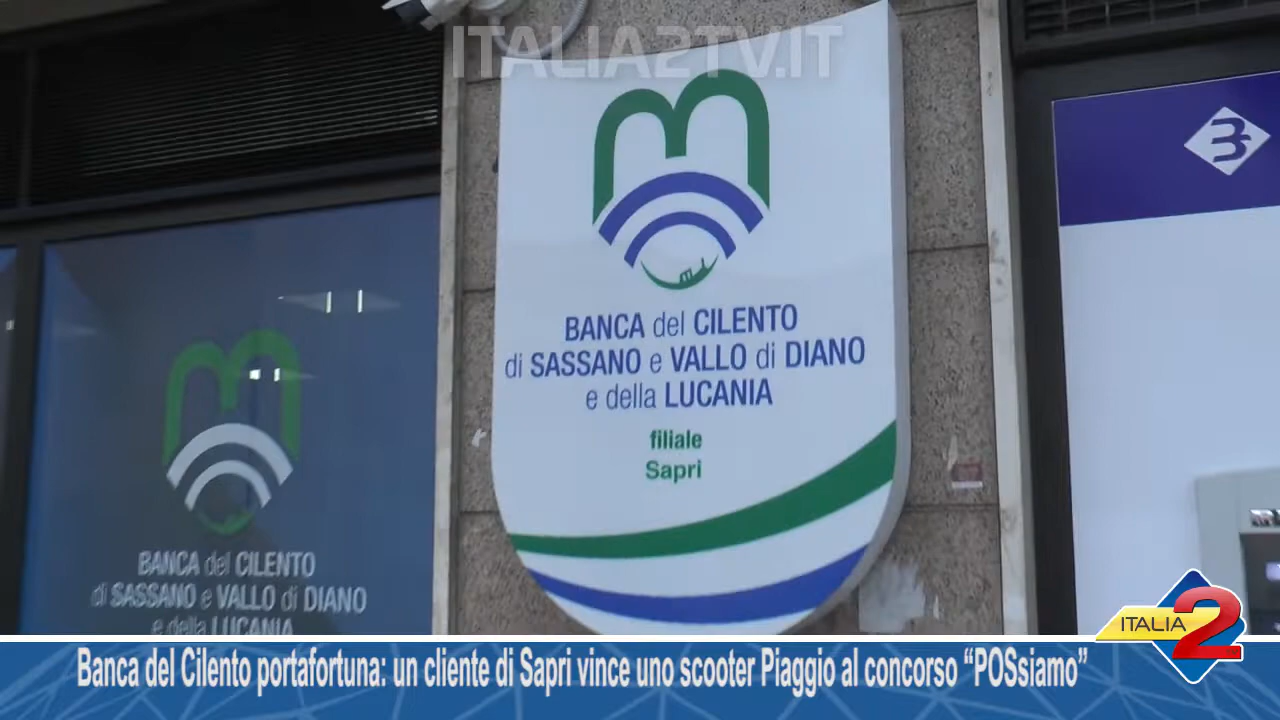 ITALIA2TV.IT
BANCA del CILENTO
di SASSANO e VALLO di DIANO
e della LUCANIA
filiale
Sapri
BANCA del CILENTO
di SASSANO e VALLO di DIANO
e della LUCANIA
ITALIA 2
Banca del Cilento portafortuna: un cliente di Sapri vince uno scooter Piaggio al concorso “POSsiamo”